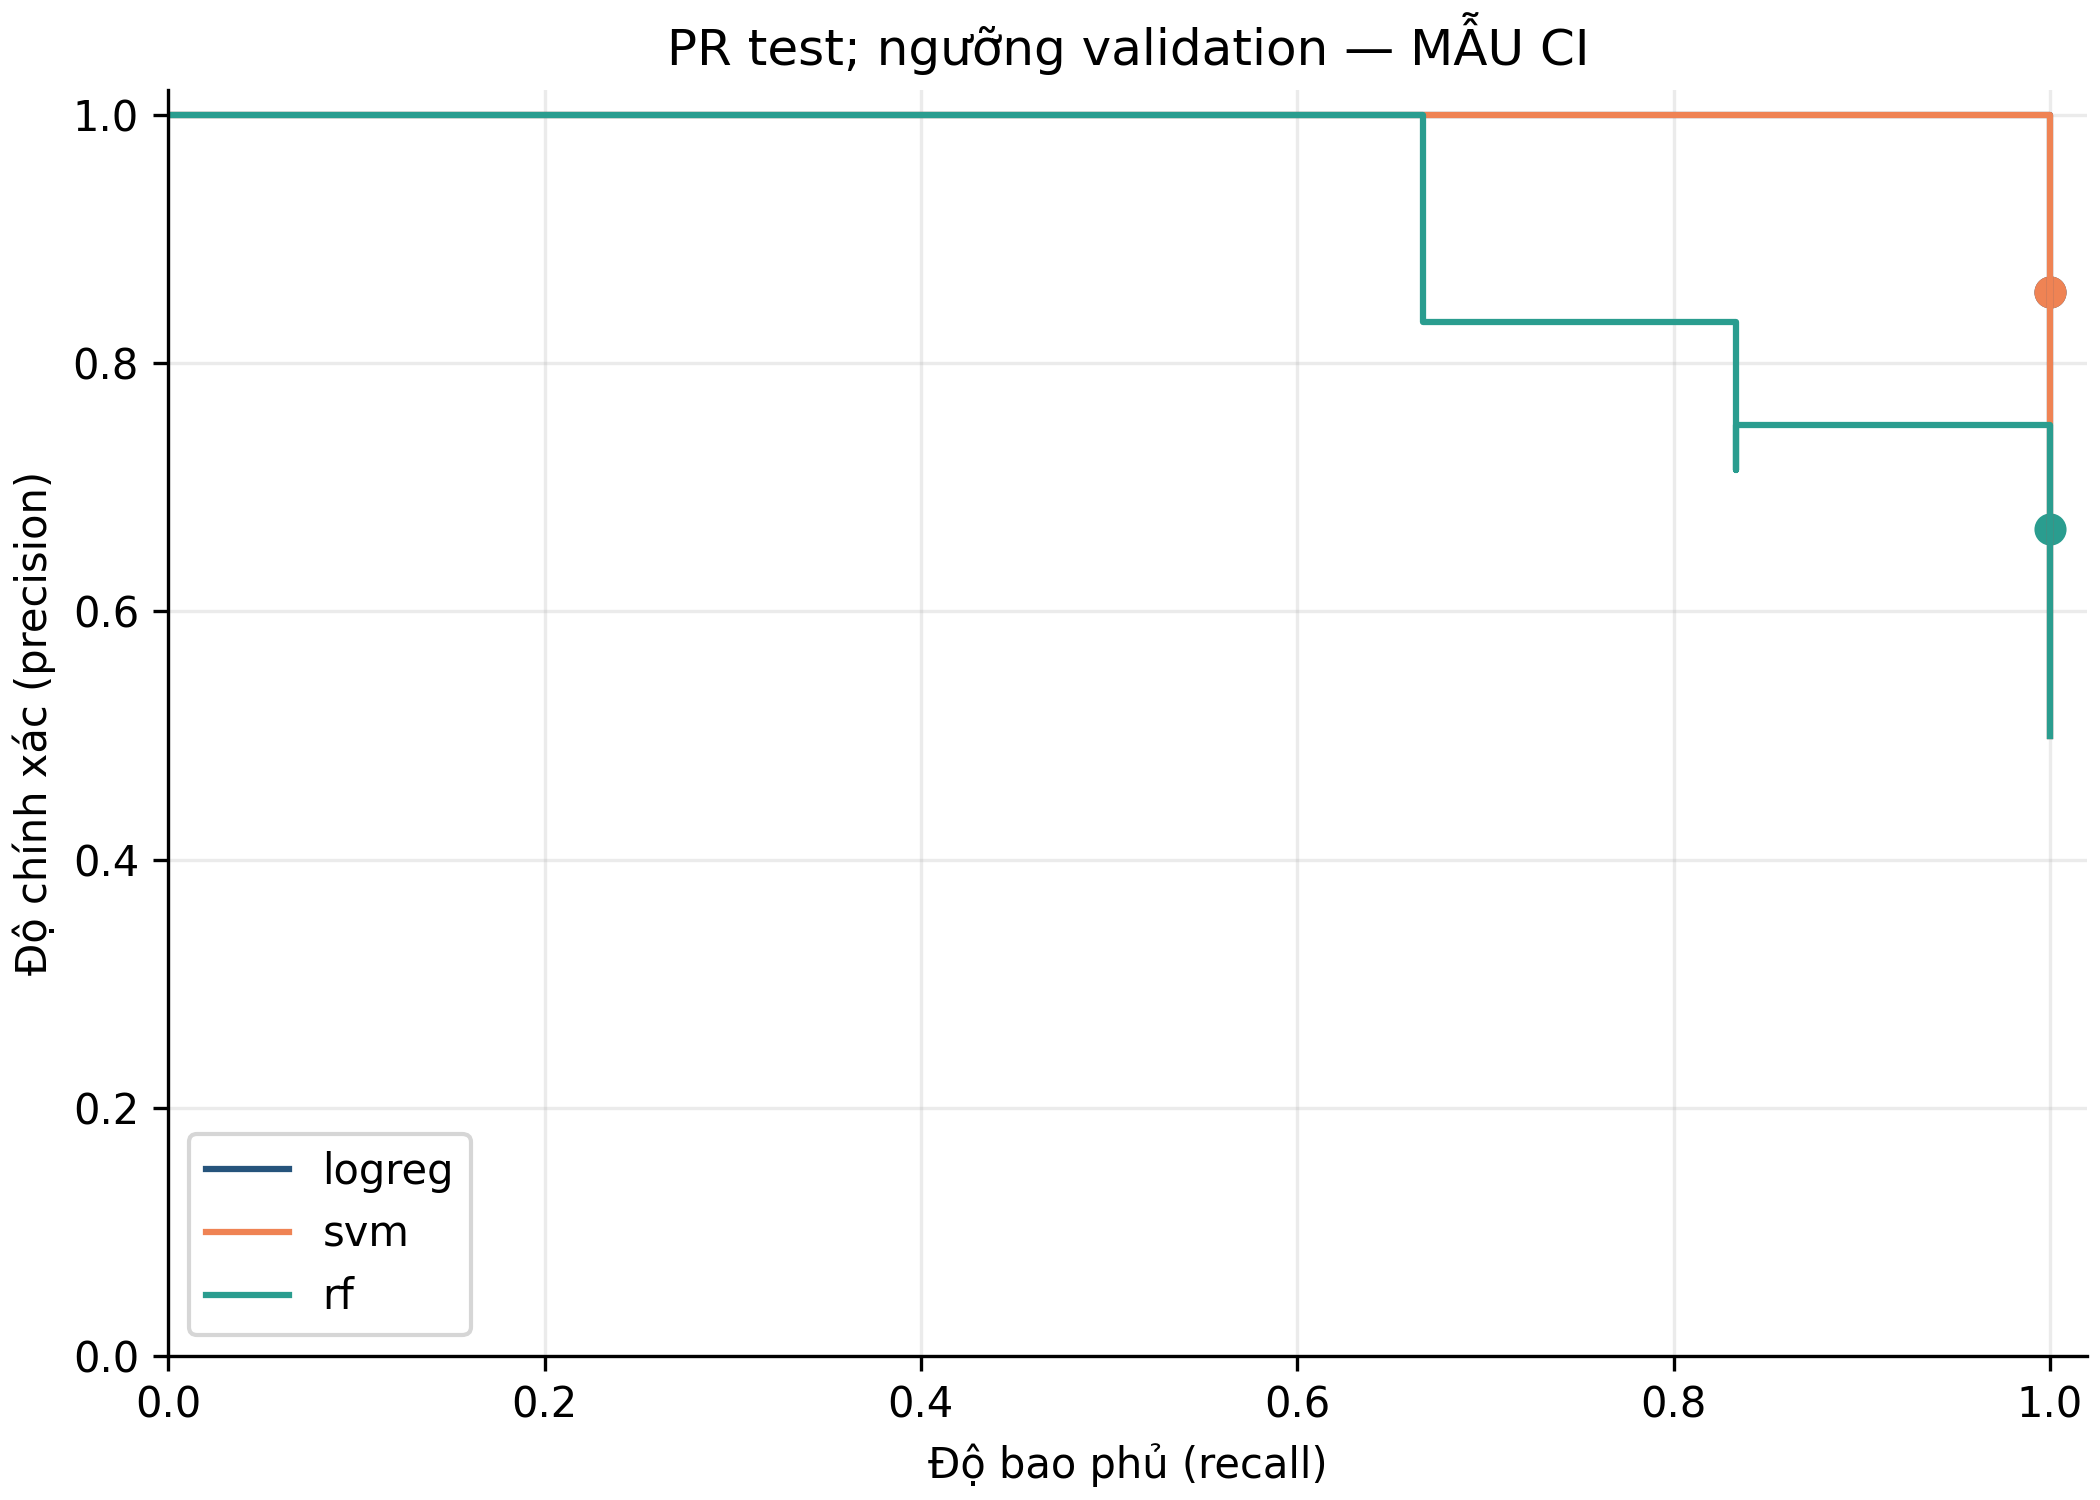 PR test; ngưỡng validation — MẪU CI
Độ chính xác (precision)
1.0
0.8
0.6
0.4
0.2
0.0
logreg
svm
rf
0.0 0.2 0.4 0.6 0.8 1.0
Độ bao phủ (recall)